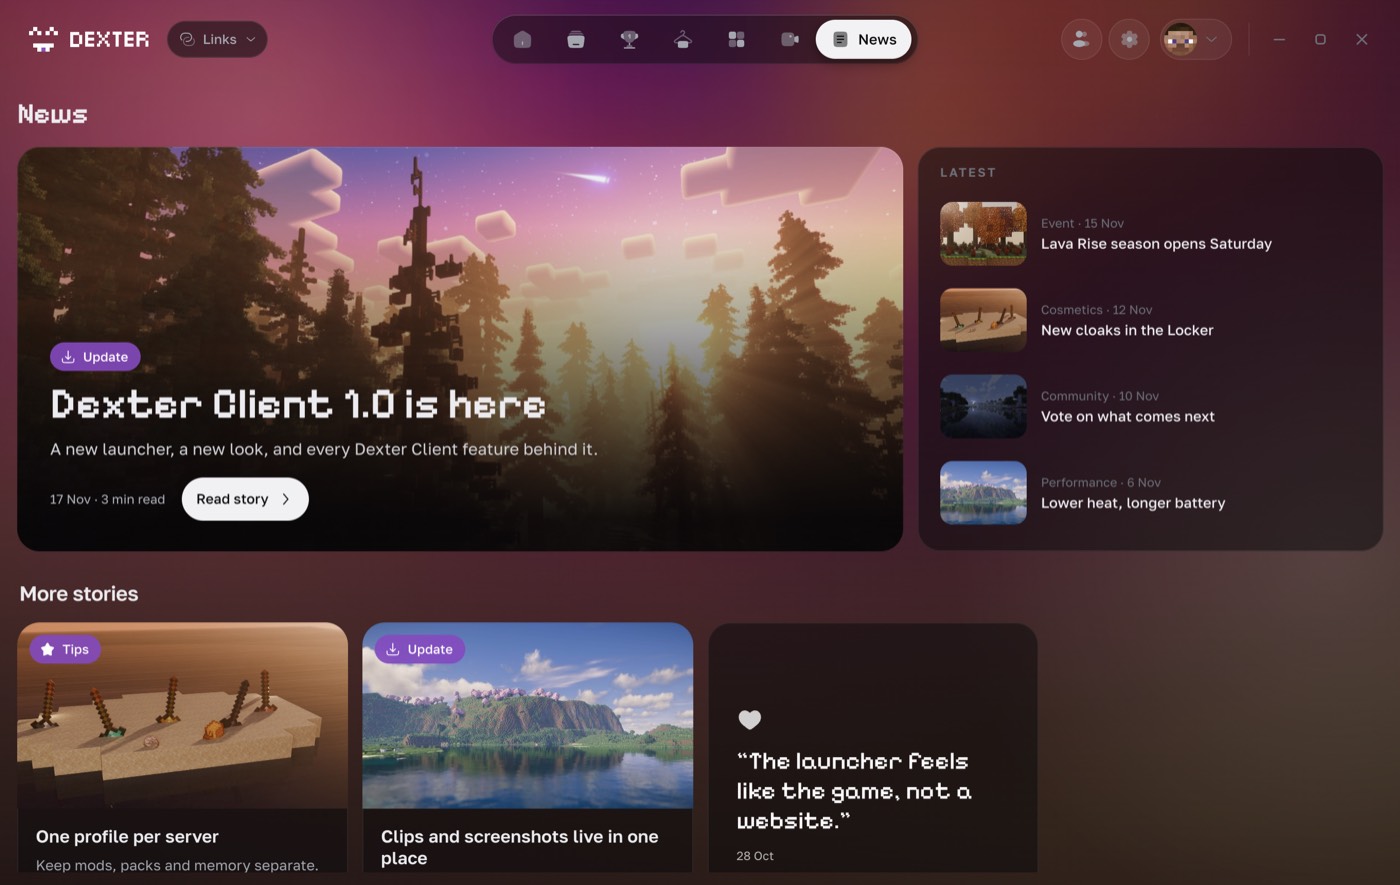 DEXTER
Links
News
News
Update
Dexter Client 1.0 is here
A new launcher, a new look, and every Dexter Client feature behind it.
17 Nov · 3 min read
Read story
LATEST
Event · 15 Nov
Lava Rise season opens Saturday
Cosmetics · 12 Nov
New cloaks in the Locker
Community · 10 Nov
Vote on what comes next
Performance · 6 Nov
Lower heat, longer battery
More stories
Tips
One profile per server
Keep mods, packs and memory separate.
Update
Clips and screenshots live in one
place
“The launcher feels
like the game, not a
website.”
28 Oct